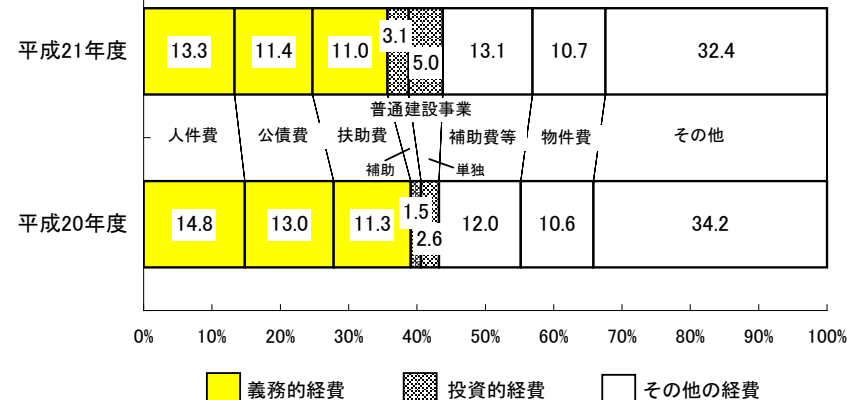 平成21年度 13.3 11.4 11.0 3.1 5.0 13.1 10.7 32.4
普通建設事業
人件費 公債費 扶助費 補助費等 物件費 その他
補助 単独
平成20年度 14.8 13.0 11.3 1.5 2.6 12.0 10.6 34.2
0% 10% 20% 30% 40% 50% 60% 70% 80% 90% 100%
義務的経費 投資的経費 その他の経費